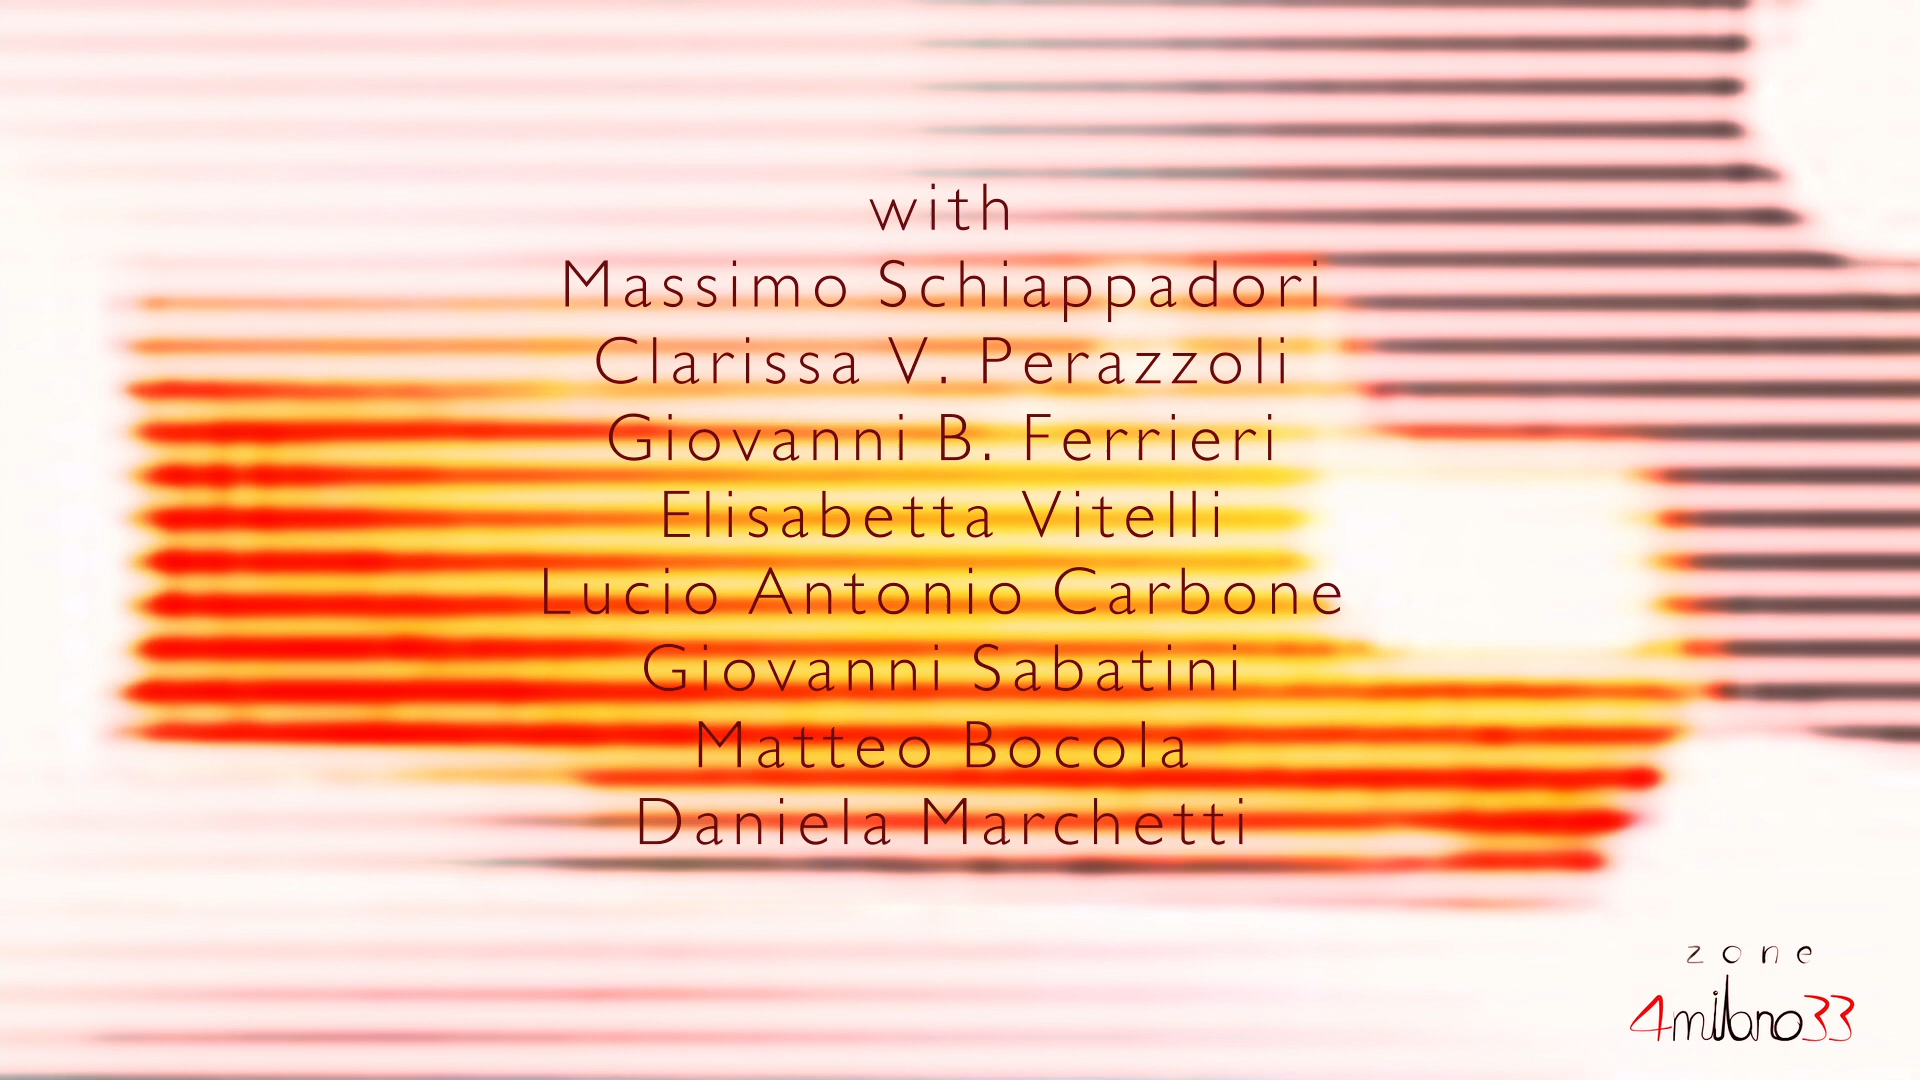 with
Massimo Schiappadori
Clarissa V. Perazzoli
Giovanni B. Ferrieri
Elisabetta Vitelli
Lucio Antonio Carbone
Giovanni Sabatini
Matteo Bocola
Daniela Marchetti
zone
4milano33